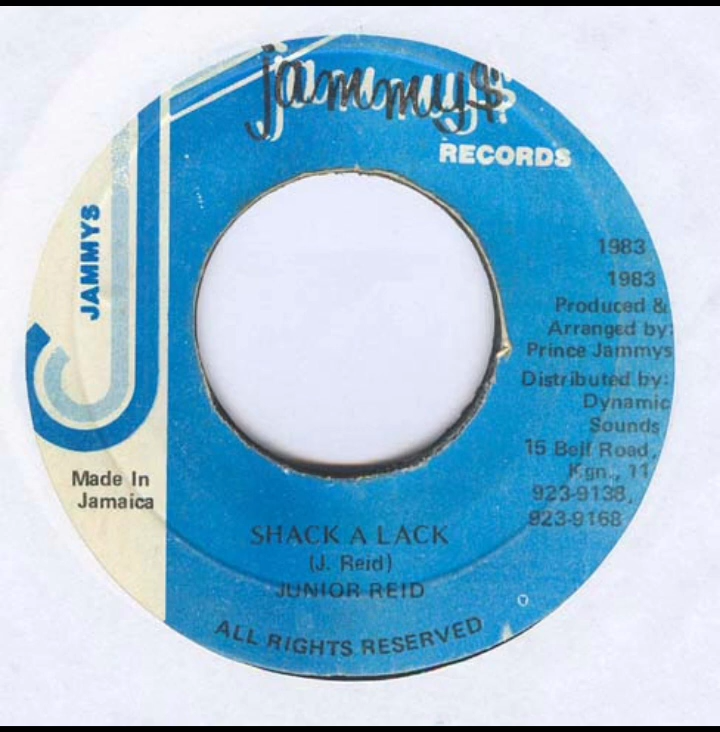 jammy$
RECORDS
JAMMYS
1983
1983
Produced &
Arranged by:
Prince Jammys
Distributed by:
Dynamic
Sounds
15 Bell Road,
Kgn., 11
923-9138,
923-9168
Made In
Jamaica
SHACK A LACK
(J. Reid)
JUNIOR REID
ALL RIGHTS RESERVED